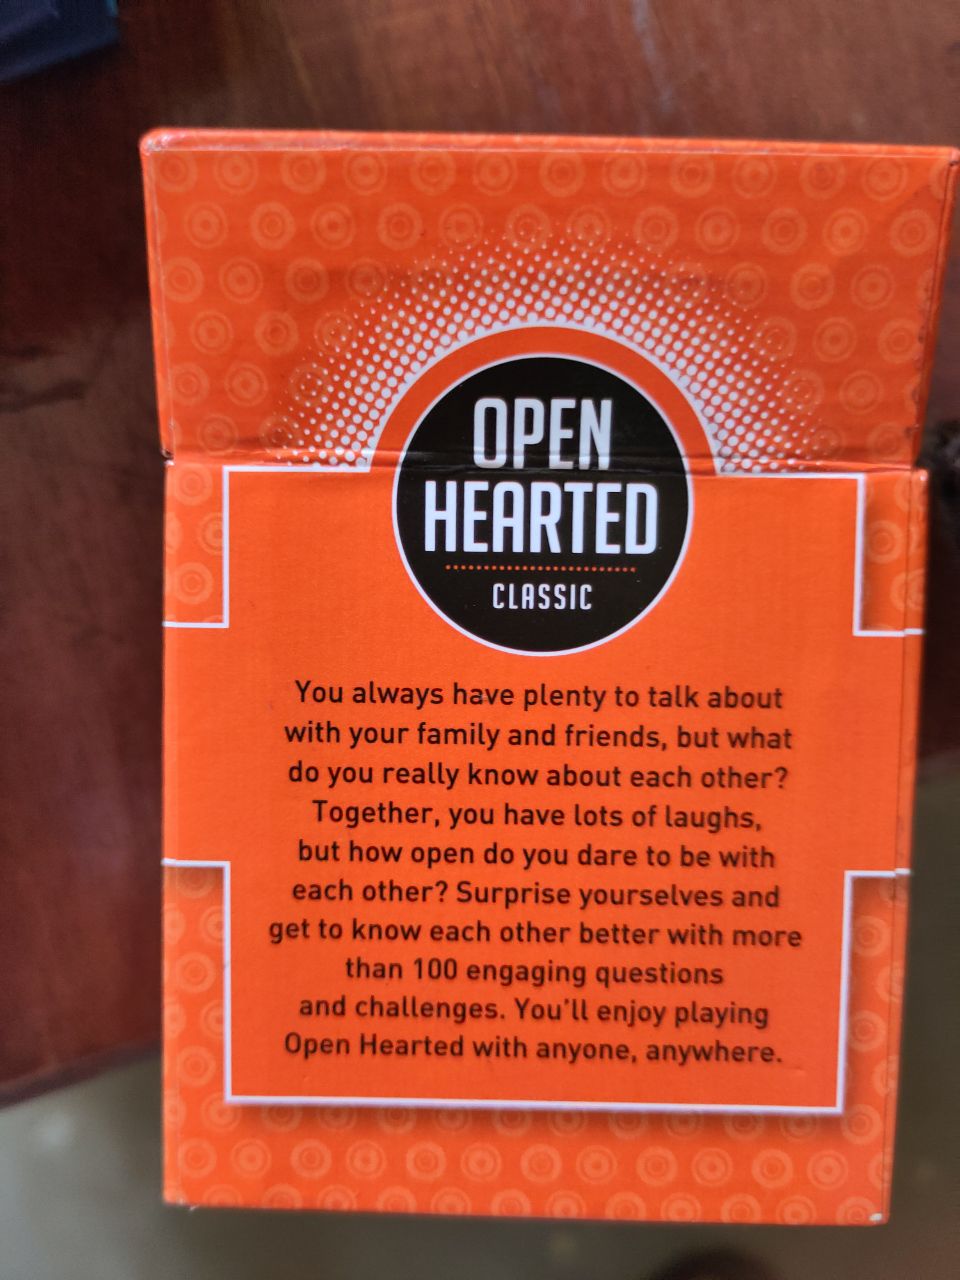 OPEN
HEARTED
CLASSIC
You always have plenty to talk about
with your family and friends, but what
do you really know about each other?
Together, you have lots of laughs,
but how open do you dare to be with
each other? Surprise yourselves and
get to know each other better with more
than 100 engaging questions
and challenges. You'll enjoy playing
Open Hearted with anyone, anywhere.